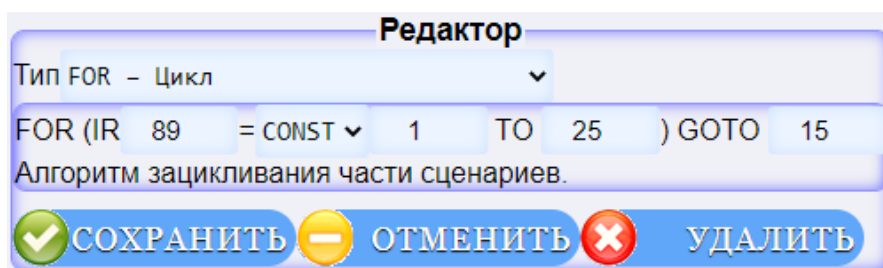 Редактор
Тип FOR – Цикл
FOR (IR 89 = CONST 1 TO 25 ) GOTO 15
Алгоритм зацикливания части сценариев.
СОХРАНИТЬ ОТМЕНИТЬ УДАЛИТЬ